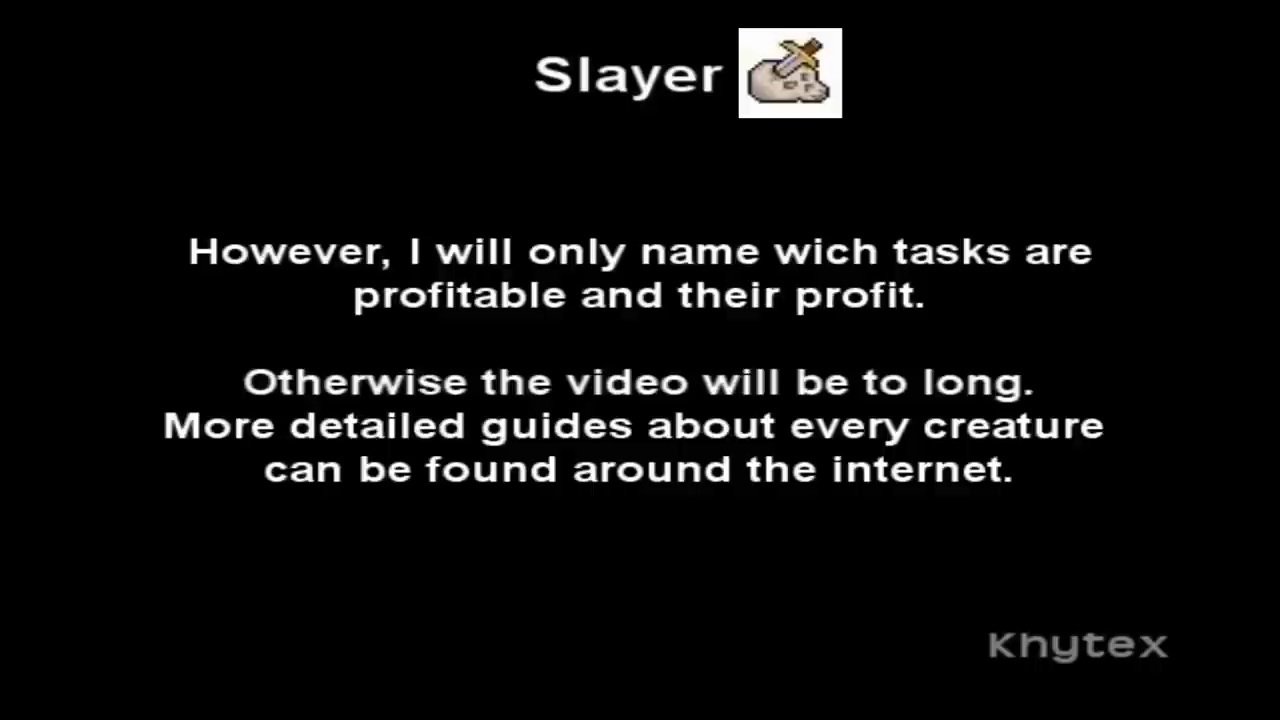 Slayer
However, I will only name wich tasks are
profitable and their profit.
Otherwise the video will be to long.
More detailed guides about every creature
can be found around the internet.
Khytex